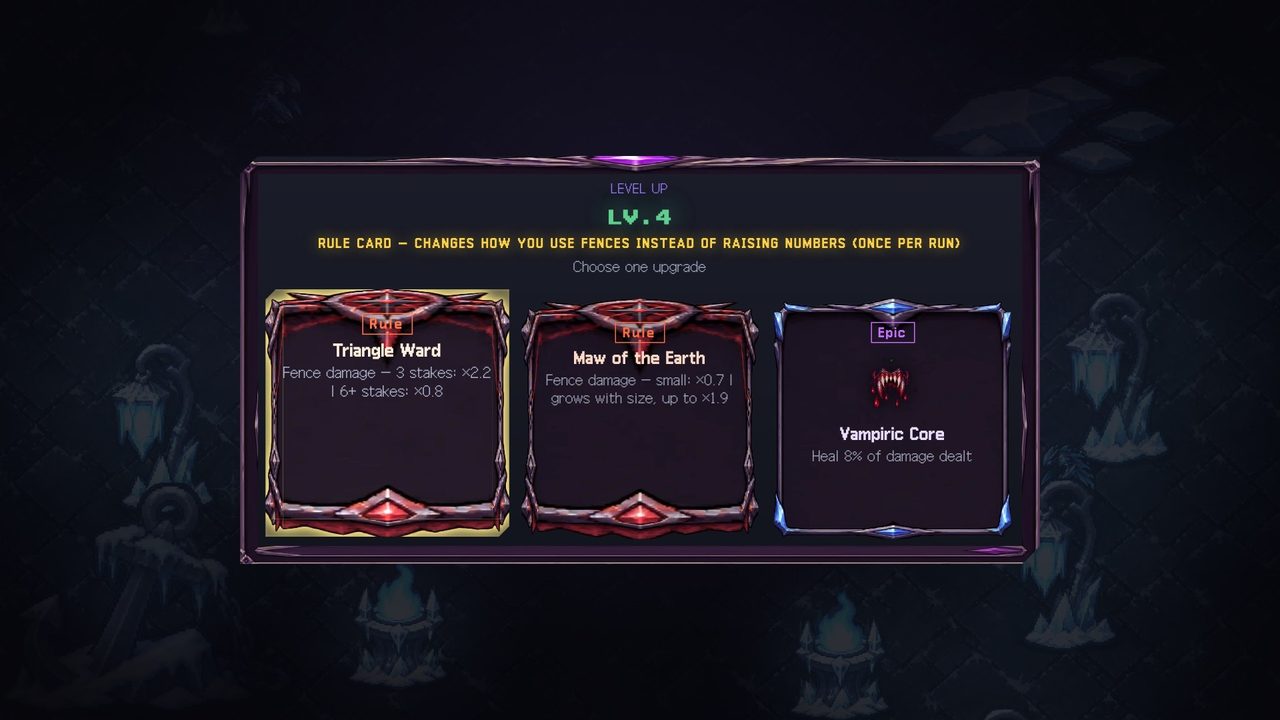 LEVEL UP
LV.4
RULE CARD — CHANGES HOW YOU USE FENCES INSTEAD OF RAISING NUMBERS (ONCE PER RUN)
Choose one upgrade
Rule
Triangle Ward
Fence damage — 3 stakes: ×2.2
| 6+ stakes: ×0.8
Rule
Maw of the Earth
Fence damage — small: ×0.7 |
grows with size, up to ×1.9
Epic
Vampiric Core
Heal 8% of damage dealt